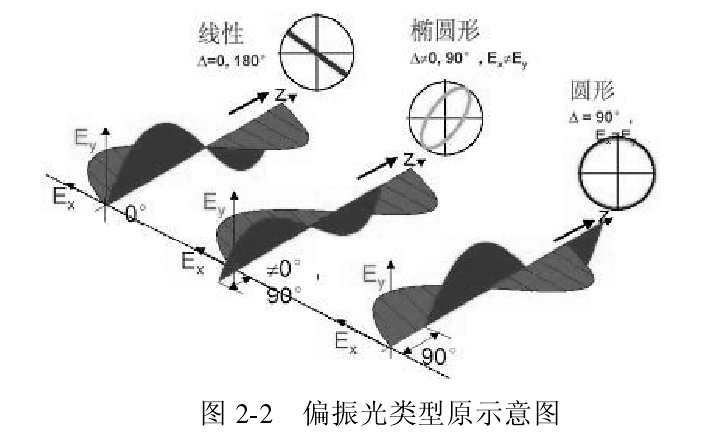 线性
Δ=0, 180°
Z
E_y
E_x
0°
椭圆形
Δ≠0, 90°, E_x≠E_y
Z
E_y
E_x
≠0°,
90°
圆形
Δ = 90°,
E_x=E_y
Z
E_y
E_x
90°
图 2-2 偏振光类型原示意图